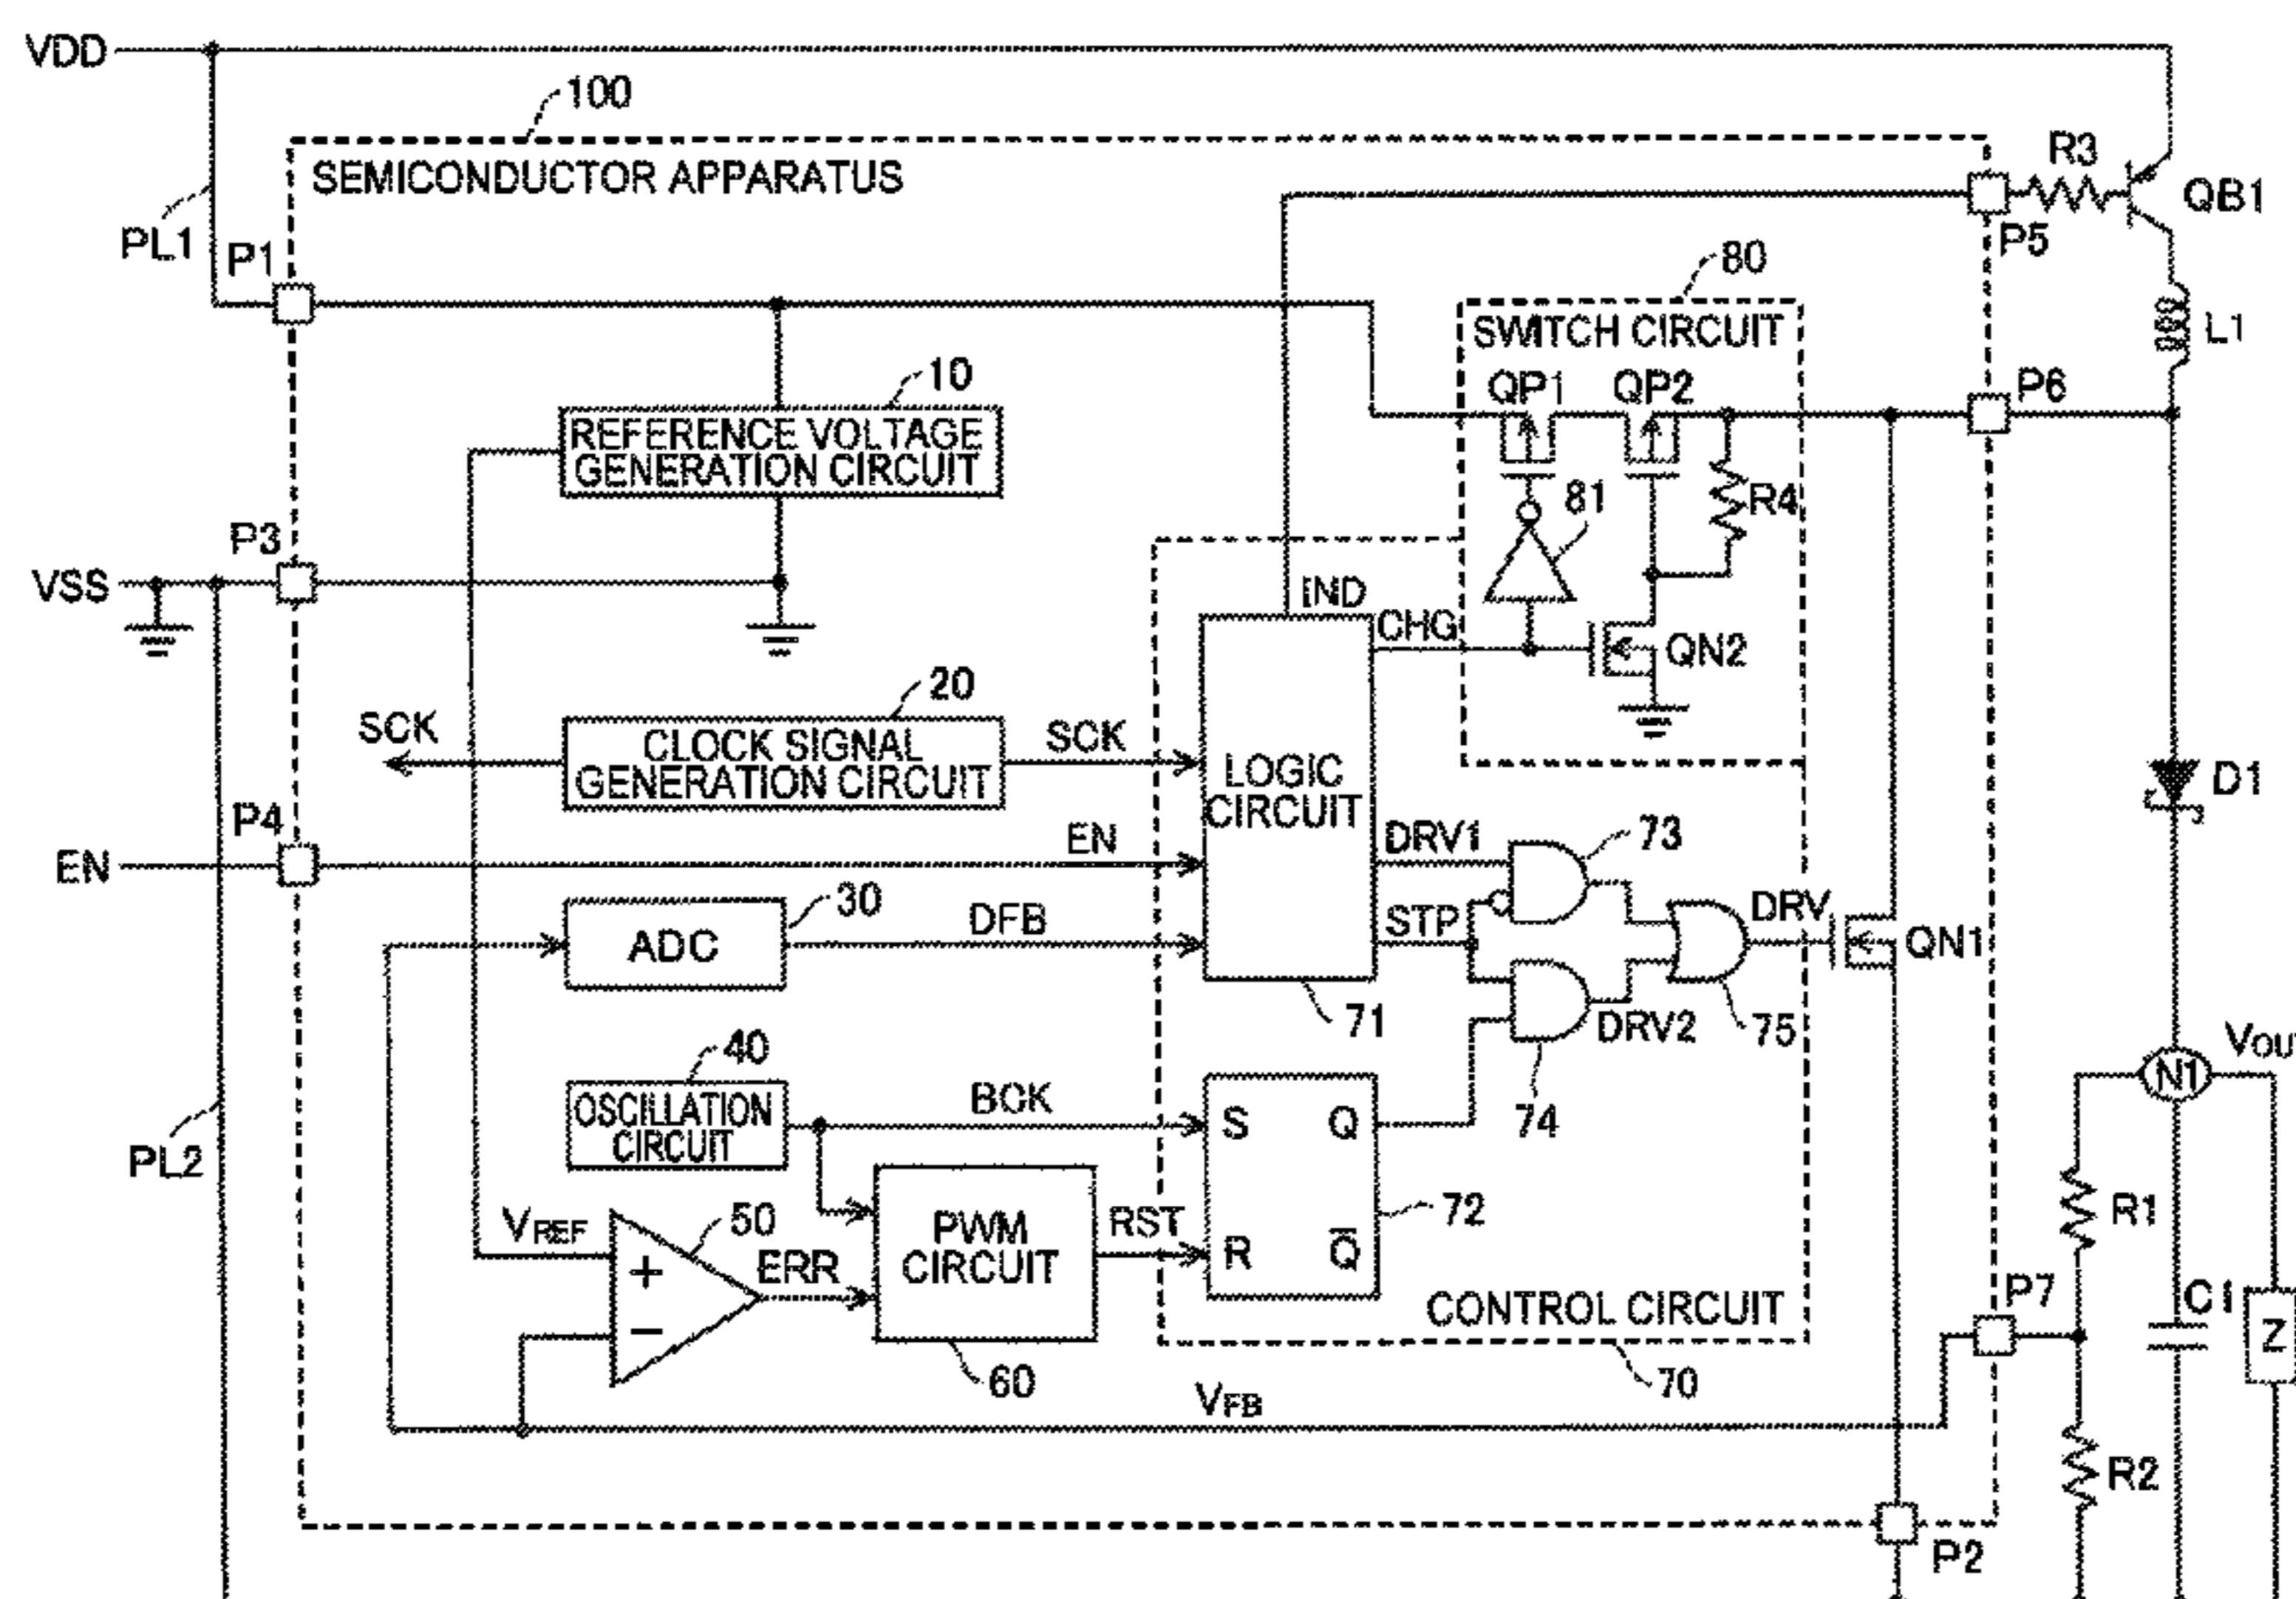 VDD
100
SEMICONDUCTOR APPARATUS
R3
QB1
PL1
P1
P5
80
SWITCH CIRCUIT
L1
10
QP1
QP2
P6
REFERENCE VOLTAGE
GENERATION CIRCUIT
81
R4
P3
VSS
IND
CHG
QN2
20
SCK
CLOCK SIGNAL
GENERATION CIRCUIT
SCK
LOGIC
CIRCUIT
D1
P4
EN
EN
DRV1
73
30
ADC
DFB
STP
DRV
QN1
71
DRV2
75
40
VOU
N1
OSCILLATION
CIRCUIT
BCK
S
Q
74
PL2
R1
VREF
50
PWM
CIRCUIT
RST
72
+
ERR
R
Q̅
−
P7
C1
CONTROL CIRCUIT
Z
60
70
VFB
R2
P2